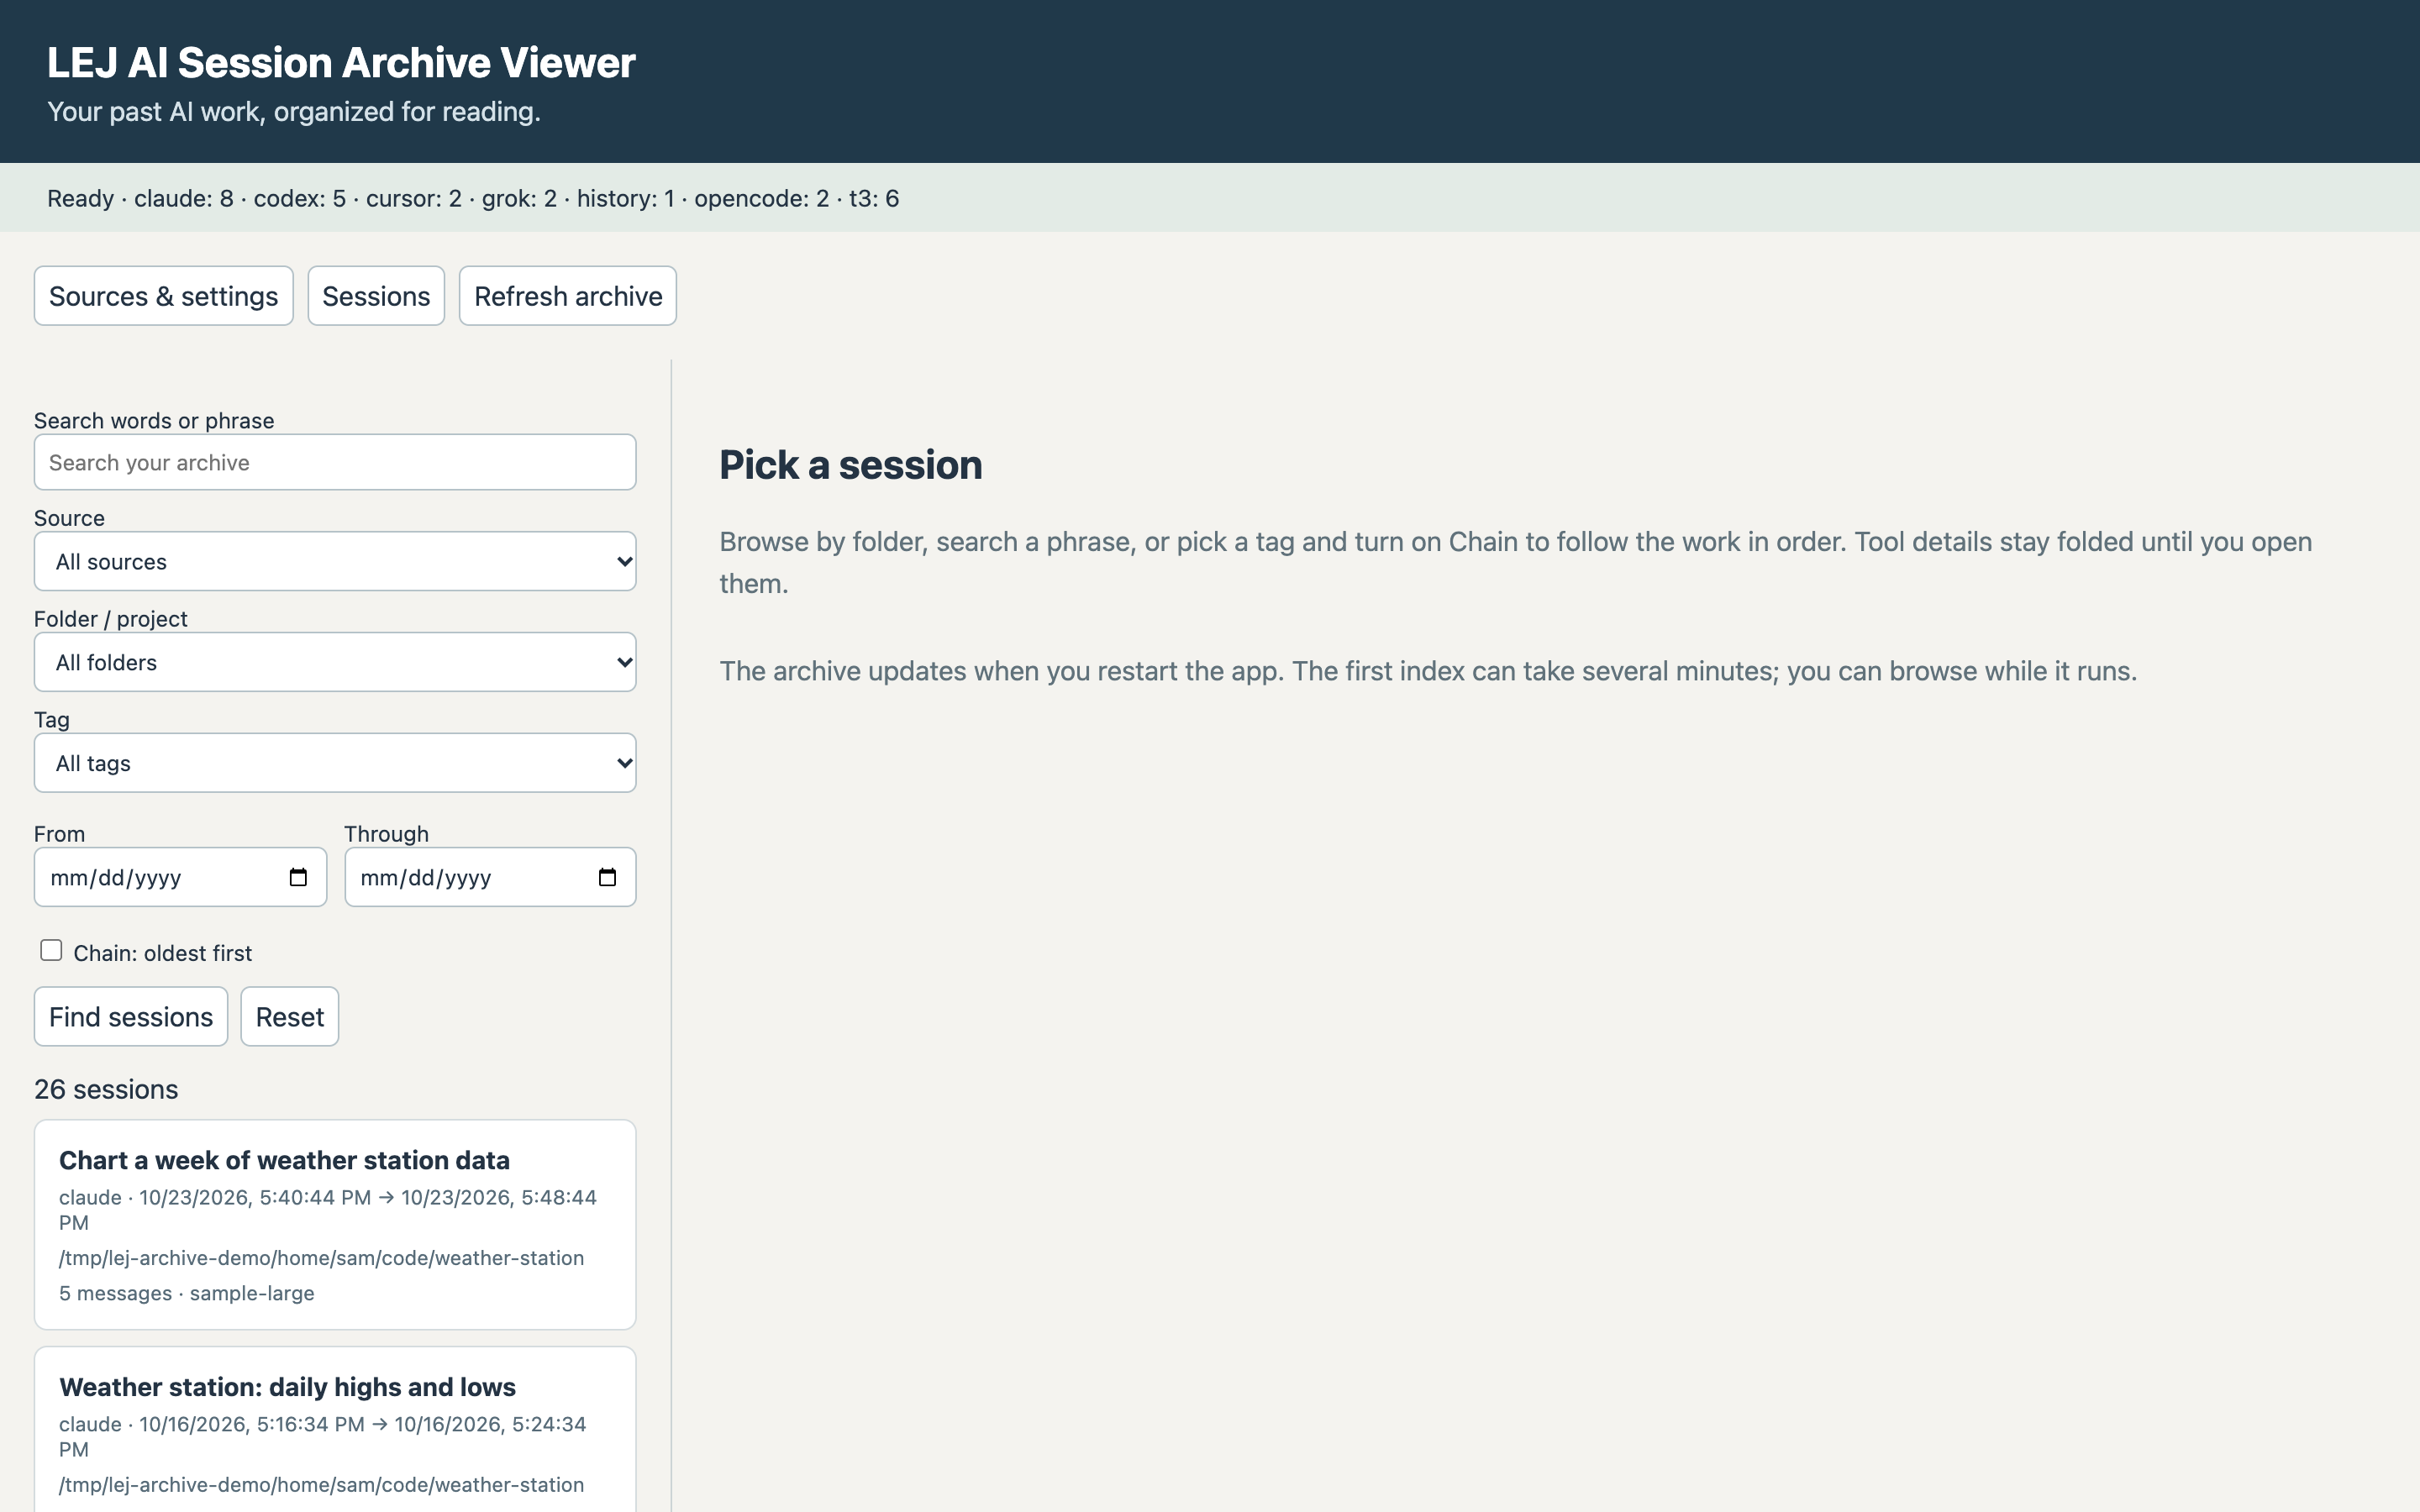 LEJ AI Session Archive Viewer
Your past AI work, organized for reading.
Ready · claude: 8 · codex: 5 · cursor: 2 · grok: 2 · history: 1 · opencode: 2 · t3: 6
Sources & settings
Sessions
Refresh archive
Search words or phrase
Search your archive
Source
All sources
Folder / project
All folders
Tag
All tags
From
Through
mm/dd/yyyy
mm/dd/yyyy
Chain: oldest first
Find sessions
Reset
26 sessions
Chart a week of weather station data
claude · 10/23/2026, 5:40:44 PM → 10/23/2026, 5:48:44
PM
/tmp/lej-archive-demo/home/sam/code/weather-station
5 messages · sample-large
Weather station: daily highs and lows
claude · 10/16/2026, 5:16:34 PM → 10/16/2026, 5:24:34
PM
/tmp/lej-archive-demo/home/sam/code/weather-station
Pick a session
Browse by folder, search a phrase, or pick a tag and turn on Chain to follow the work in order. Tool details stay folded until you open
them.
The archive updates when you restart the app. The first index can take several minutes; you can browse while it runs.